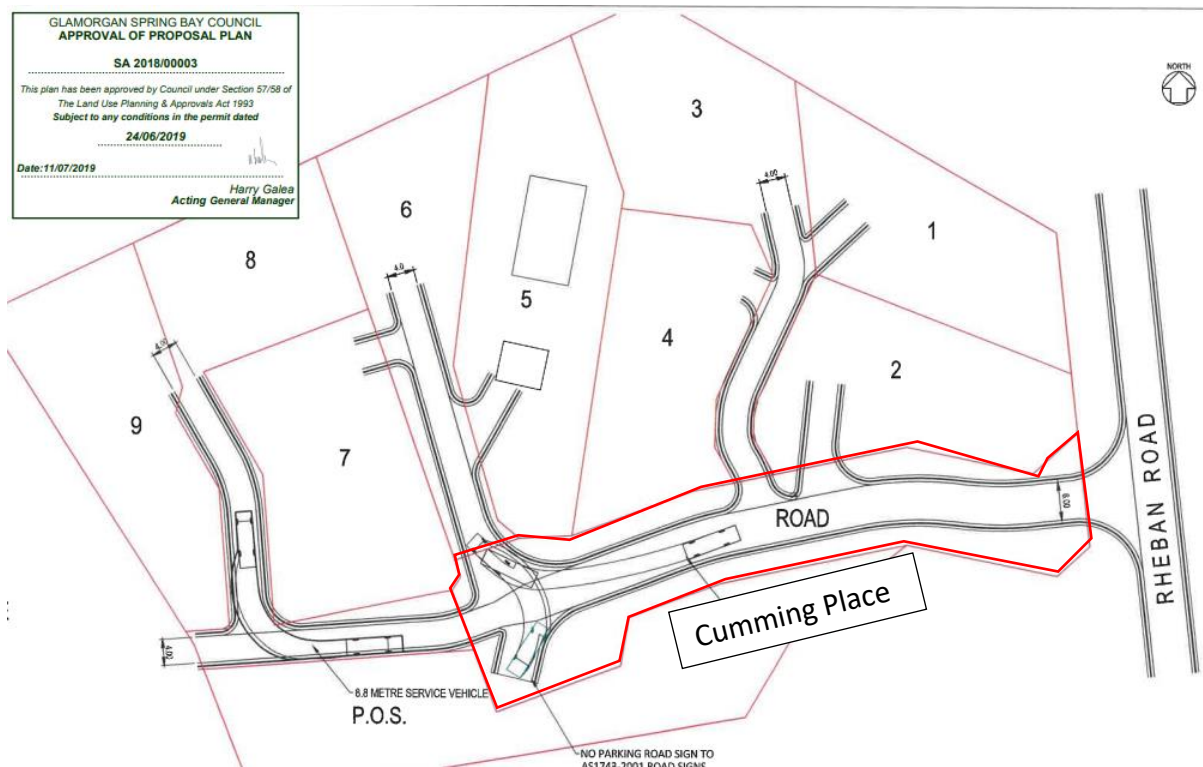 GLAMORGAN SPRING BAY COUNCIL
APPROVAL OF PROPOSAL PLAN
SA 2018/00003
This plan has been approved by Council under Section 57/58 of
The Land Use Planning & Approvals Act 1993
Subject to any conditions in the permit dated
24/06/2019
Date:11/07/2019
Harry Galea
Acting General Manager
NORTH
3
4.00
6
1
8
4.0
5
4
4.00
2
9
7
RHEBAN ROAD
6.00
ROAD
Cumming Place
4.00
8.8 METRE SERVICE VEHICLE
P.O.S.
NO PARKING ROAD SIGN TO
AS1743-2001 ROAD SIGNS